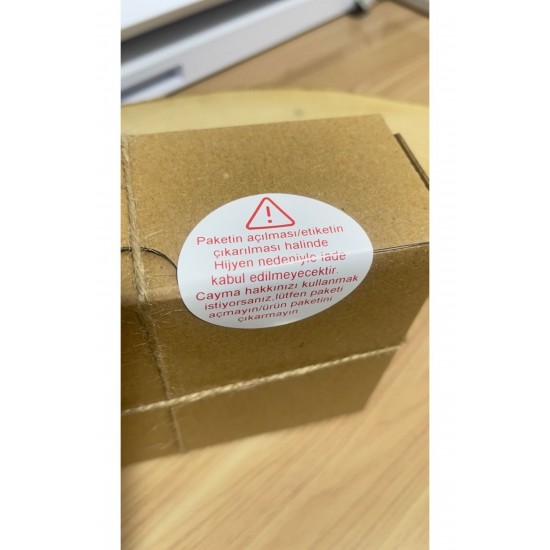 Paketin açılması/etiketin
çıkarılması halinde
Hijyen nedeniyle iade
kabul edilmeyecektir.
Cayma hakkınızı kullanmak
istiyorsanız,lütfen paketi
açmayın/ürün paketini
çıkarmayın